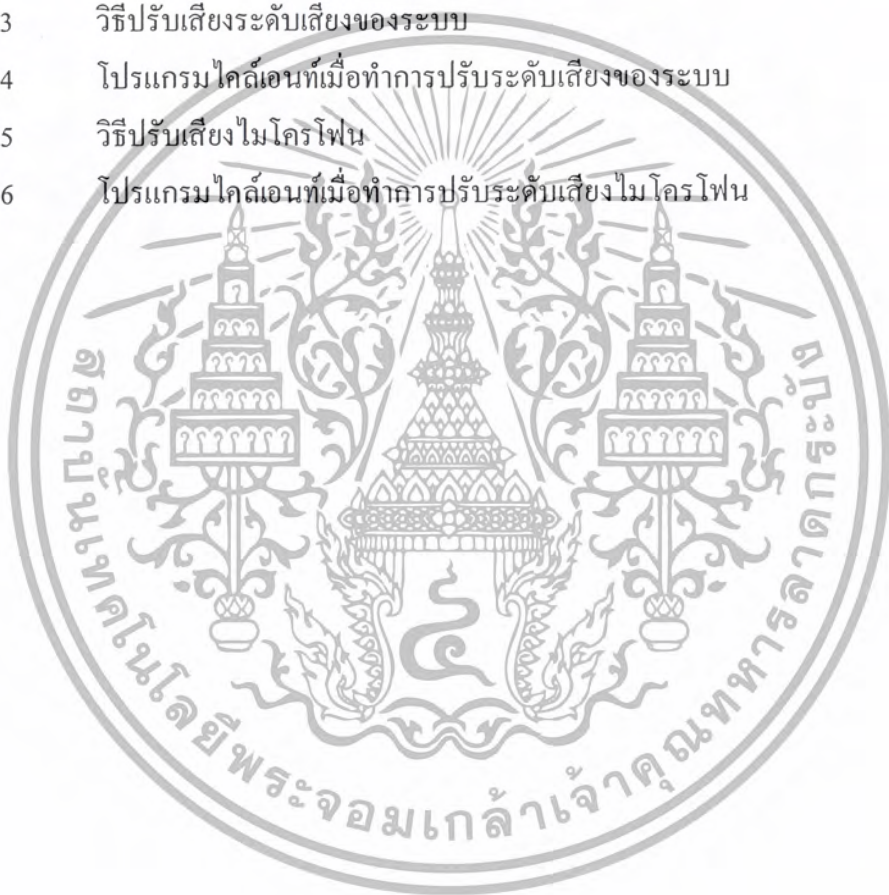 3 วิธีปรับเสียงระดับเสียงของระบบ
4 โปรแกรมไคล์เอนท์เมื่อทำการปรับระดับเสียงของระบบ
5 วิธีปรับเสียงไมโครโฟน
6 โปรแกรมไคล์เอนท์เมื่อทำการปรับระดับเสียงไมโครโฟน
สถาบันเทคโนโลยีพระจอมเกล้าเจ้าคุณทหารลาดกระบัง
๔